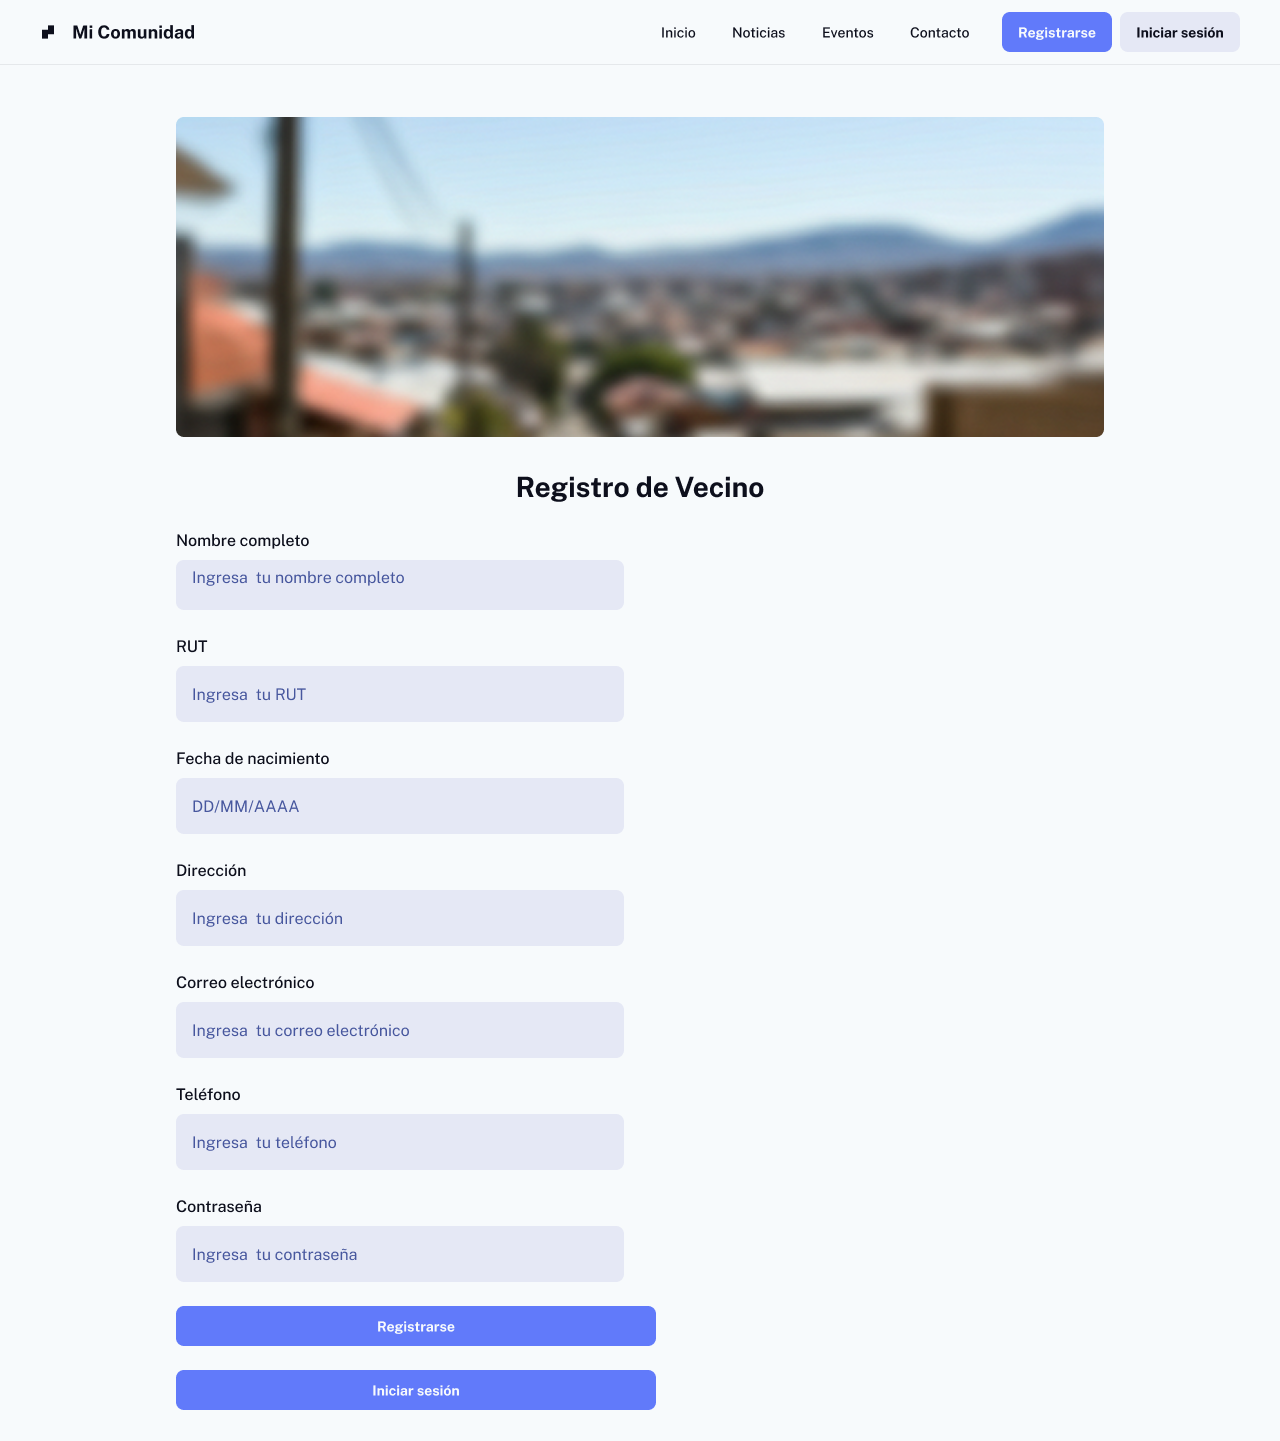 Mi Comunidad
Inicio
Noticias
Eventos
Contacto
Registrarse
Iniciar sesión
Registro de Vecino
Nombre completo
Ingresa  tu nombre completo
RUT
Ingresa  tu RUT
Fecha de nacimiento
DD/MM/AAAA
Dirección
Ingresa  tu dirección
Correo electrónico
Ingresa  tu correo electrónico
Teléfono
Ingresa  tu teléfono
Contraseña
Ingresa  tu contraseña
Registrarse
Iniciar sesión